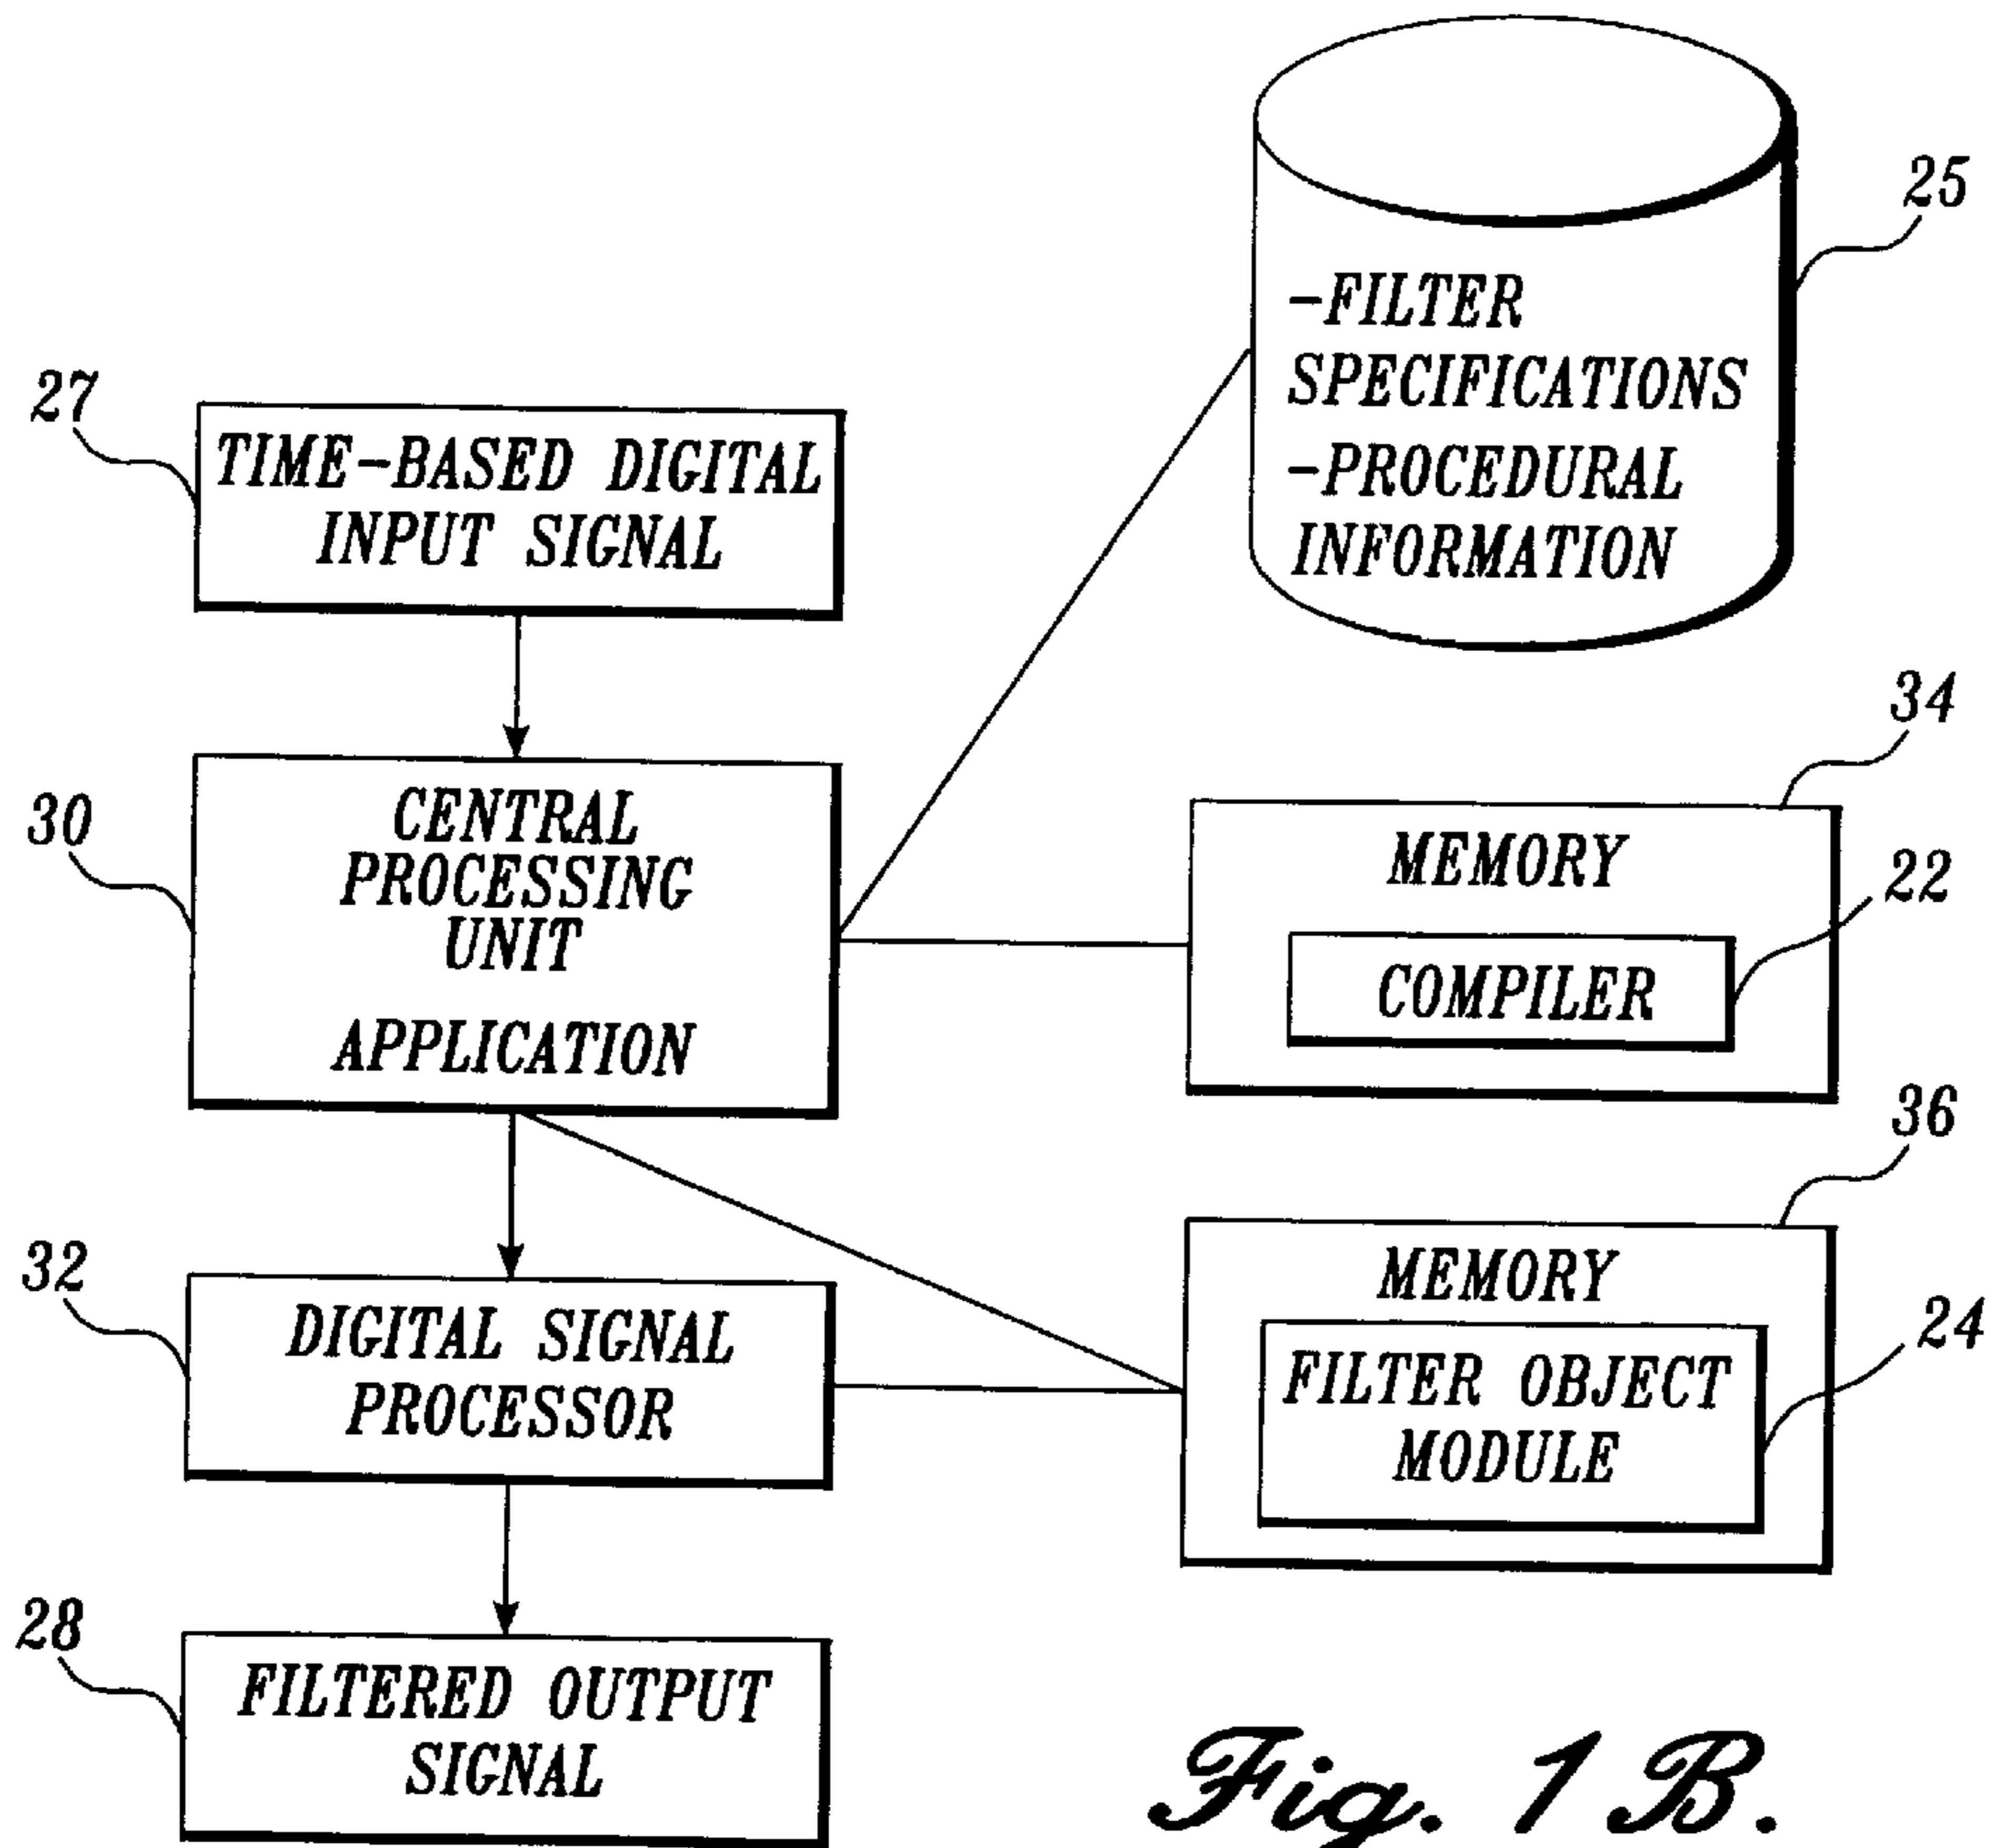 25
-FILTER
SPECIFICATIONS
-PROCEDURAL
INFORMATION
27
TIME-BASED DIGITAL
INPUT SIGNAL
34
30
CENTRAL
PROCESSING
UNIT
APPLICATION
MEMORY
22
COMPILER
36
32
DIGITAL SIGNAL
PROCESSOR
MEMORY
24
FILTER OBJECT
MODULE
28
FILTERED OUTPUT
SIGNAL
Fig. 1B.